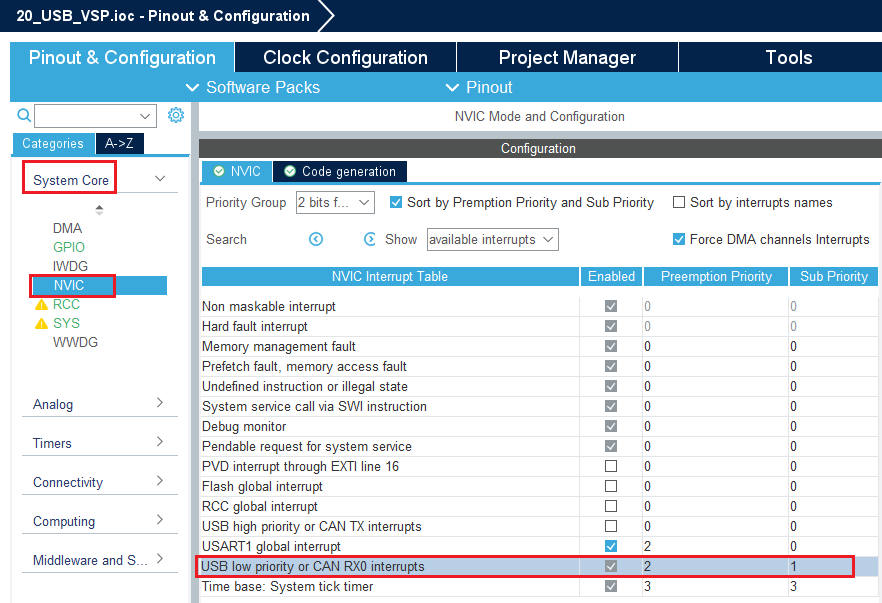 20_USB_VSP.ioc - Pinout & Configuration
Pinout & Configuration Clock Configuration Project Manager Tools
Software Packs Pinout
NVIC Mode and Configuration
Categories A->Z
Configuration
System Core
NVIC Code generation
Priority Group 2 bits f... Sort by Premption Priority and Sub Priority Sort by interrupts names
Search Show available interrupts Force DMA channels Interrupts
DMA
GPIO
IWDG
NVIC
RCC
SYS
WWDG
Analog
Timers
Connectivity
Computing
Middleware and S...
NVIC Interrupt Table Enabled Preemption Priority Sub Priority
Non maskable interrupt 0 0
Hard fault interrupt 0 0
Memory management fault 0 0
Prefetch fault, memory access fault 0 0
Undefined instruction or illegal state 0 0
System service call via SWI instruction 0 0
Debug monitor 0 0
Pendable request for system service 0 0
PVD interrupt through EXTI line 16 0 0
Flash global interrupt 0 0
RCC global interrupt 0 0
USB high priority or CAN TX interrupts 0 0
USART1 global interrupt 2 0
USB low priority or CAN RX0 interrupts 2 1
Time base: System tick timer 3 3